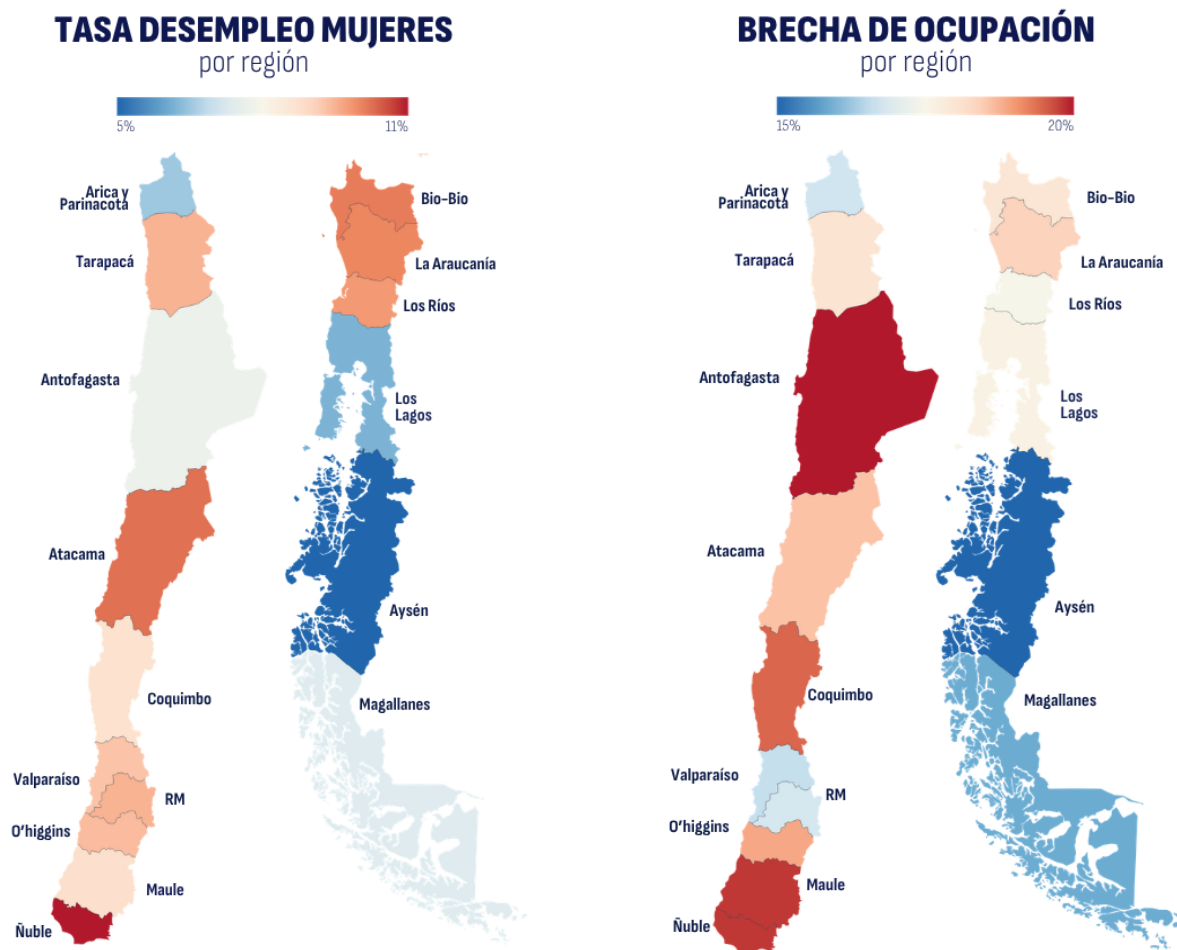 TASA DESEMPLEO MUJERES
por región
5%
11%
Arica y
Parinacota
Tarapacá
Antofagasta
Atacama
Coquimbo
Valparaíso
RM
O'higgins
Maule
Ñuble
Bio-Bio
La Araucanía
Los Ríos
Los
Lagos
Aysén
Magallanes
BRECHA DE OCUPACIÓN
por región
15%
20%
Arica y
Parinacota
Tarapacá
Antofagasta
Atacama
Coquimbo
Valparaíso
RM
O'higgins
Maule
Ñuble
Bio-Bio
La Araucanía
Los Ríos
Los
Lagos
Aysén
Magallanes